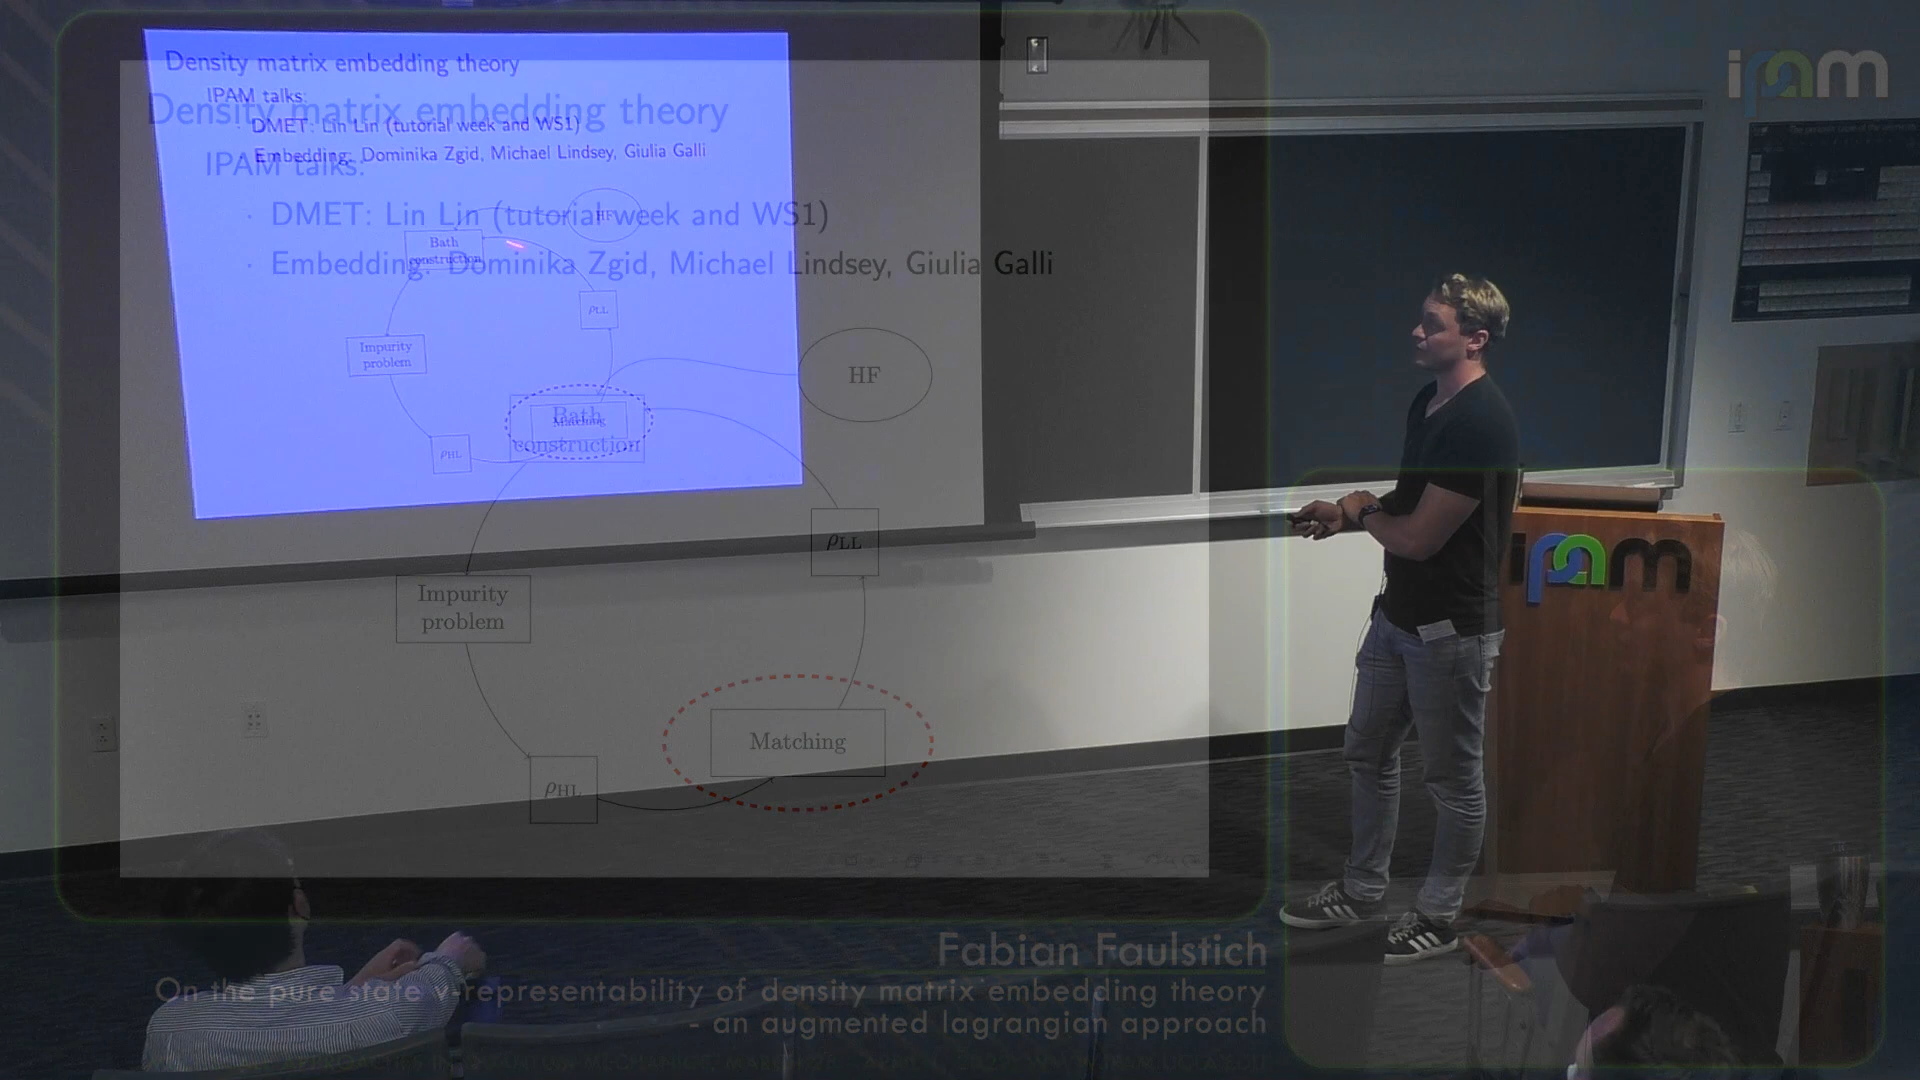 Density matrix embedding theory
IPAM talks:
· DMET: Lin Lin (tutorial week and WS1)
Embedding: Dominika Zgid, Michael Lindsey, Giulia Galli
HF
Bath
construction
ρLL
Impurity
problem
Matching
ρHL
Density matrix embedding theory
IPAM talks:
· DMET: Lin Lin (tutorial week and WS1)
· Embedding: Dominika Zgid, Michael Lindsey, Giulia Galli
HF
Bath
construction
ρLL
Impurity
problem
Matching
ρHL
ipam
ipam
Fabian Faulstich
On the pure state v-representability of density matrix embedding theory
- an augmented lagrangian approach